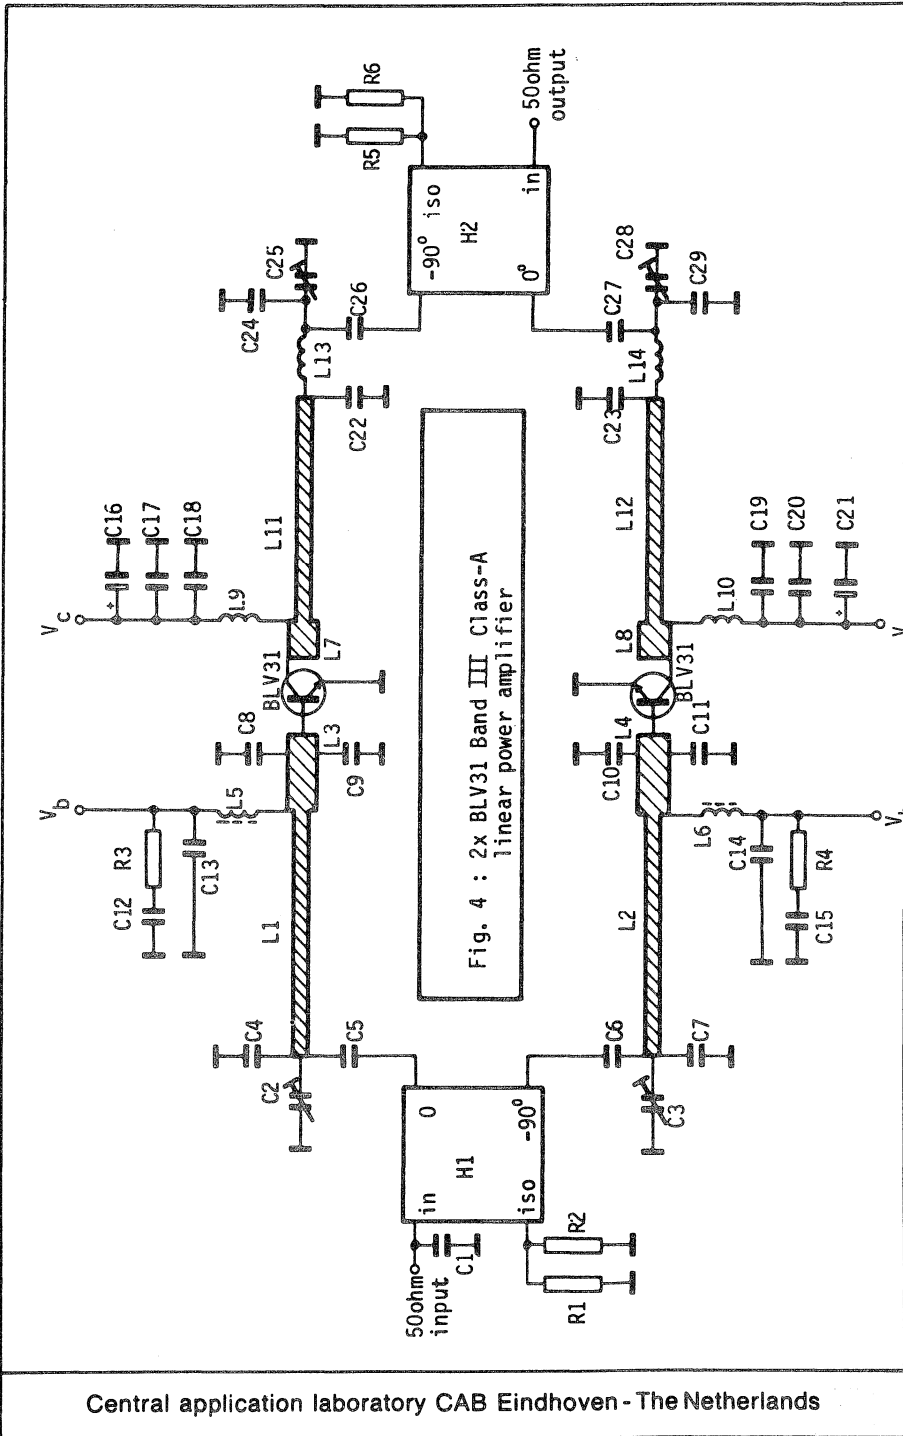 R6
R5
50ohm
output
-90° iso
H2
0° in
C25
C24
C26
L13
C22
C28
C27
C29
L14
C23
C16
C17
C18
+
Vc
L9
L11
L7
BLV31
C19
C20
C21
+
L10
L12
L8
BLV31
V
C8
L3
C9
Vb
L5
R3
C12
C13
L1
L4
C10
C11
L6
C14
R4
C15
L2
V
Fig. 4 : 2x BLV31 Band III Class-A
linear power amplifier
C4
C5
C2
C6
C7
C3
O
in
H1
iso
-90°
C1
50ohm
input
R2
R1
Central application laboratory CAB Eindhoven - The Netherlands